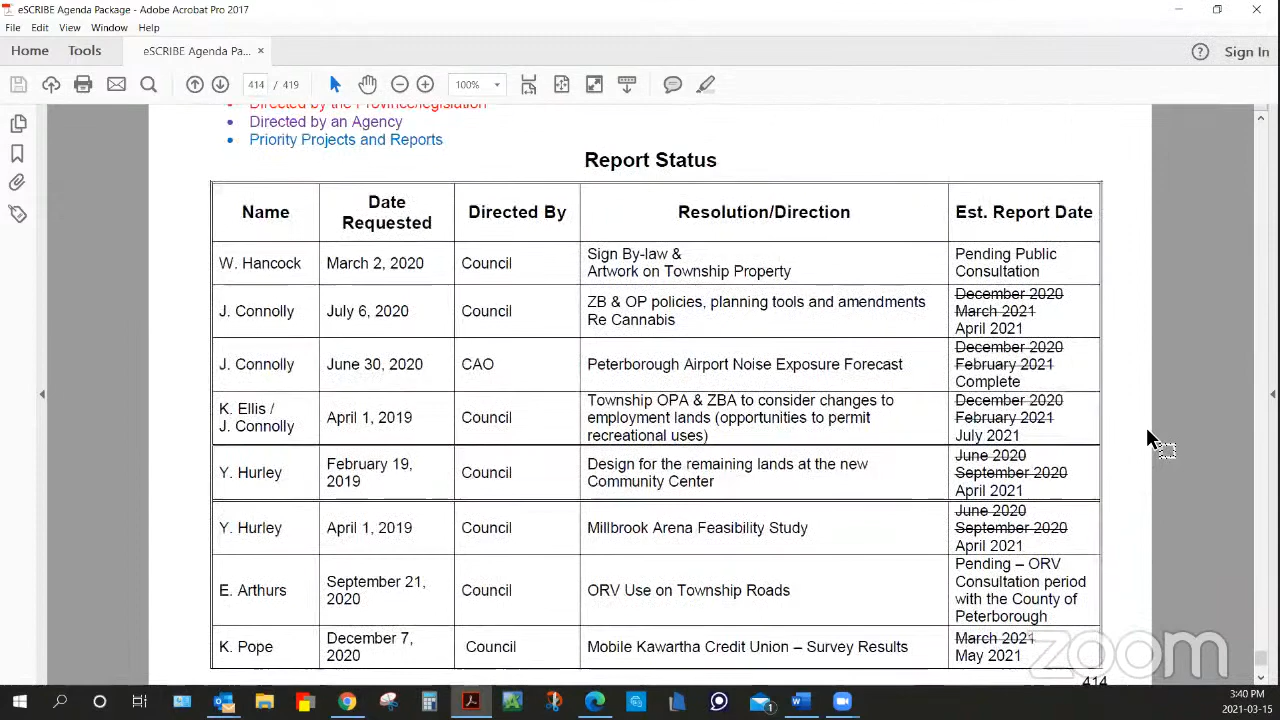 eSCRIBE Agenda Package - Adobe Acrobat Pro 2017
File Edit View Window Help
Home Tools eSCRIBE Agenda Pa... × Sign In
414 / 419 100%
Directed by the Province/legislation
• Directed by an Agency
• Priority Projects and Reports
Report Status
Name Date Requested Directed By Resolution/Direction Est. Report Date
W. Hancock March 2, 2020 Council Sign By-law &
Artwork on Township Property Pending Public
Consultation
J. Connolly July 6, 2020 Council ZB & OP policies, planning tools and amendments
Re Cannabis December 2020
March 2021
April 2021
J. Connolly June 30, 2020 CAO Peterborough Airport Noise Exposure Forecast December 2020
February 2021
Complete
K. Ellis /
J. Connolly April 1, 2019 Council Township OPA & ZBA to consider changes to
employment lands (opportunities to permit
recreational uses) December 2020
February 2021
July 2021
Y. Hurley February 19,
2019 Council Design for the remaining lands at the new
Community Center June 2020
September 2020
April 2021
Y. Hurley April 1, 2019 Council Millbrook Arena Feasibility Study June 2020
September 2020
April 2021
E. Arthurs September 21,
2020 Council ORV Use on Township Roads Pending – ORV
Consultation period
with the County of
Peterborough
K. Pope December 7,
2020 Council Mobile Kawartha Credit Union – Survey Results March 2021
May 2021
414
zoom
3:40 PM
2021-03-15